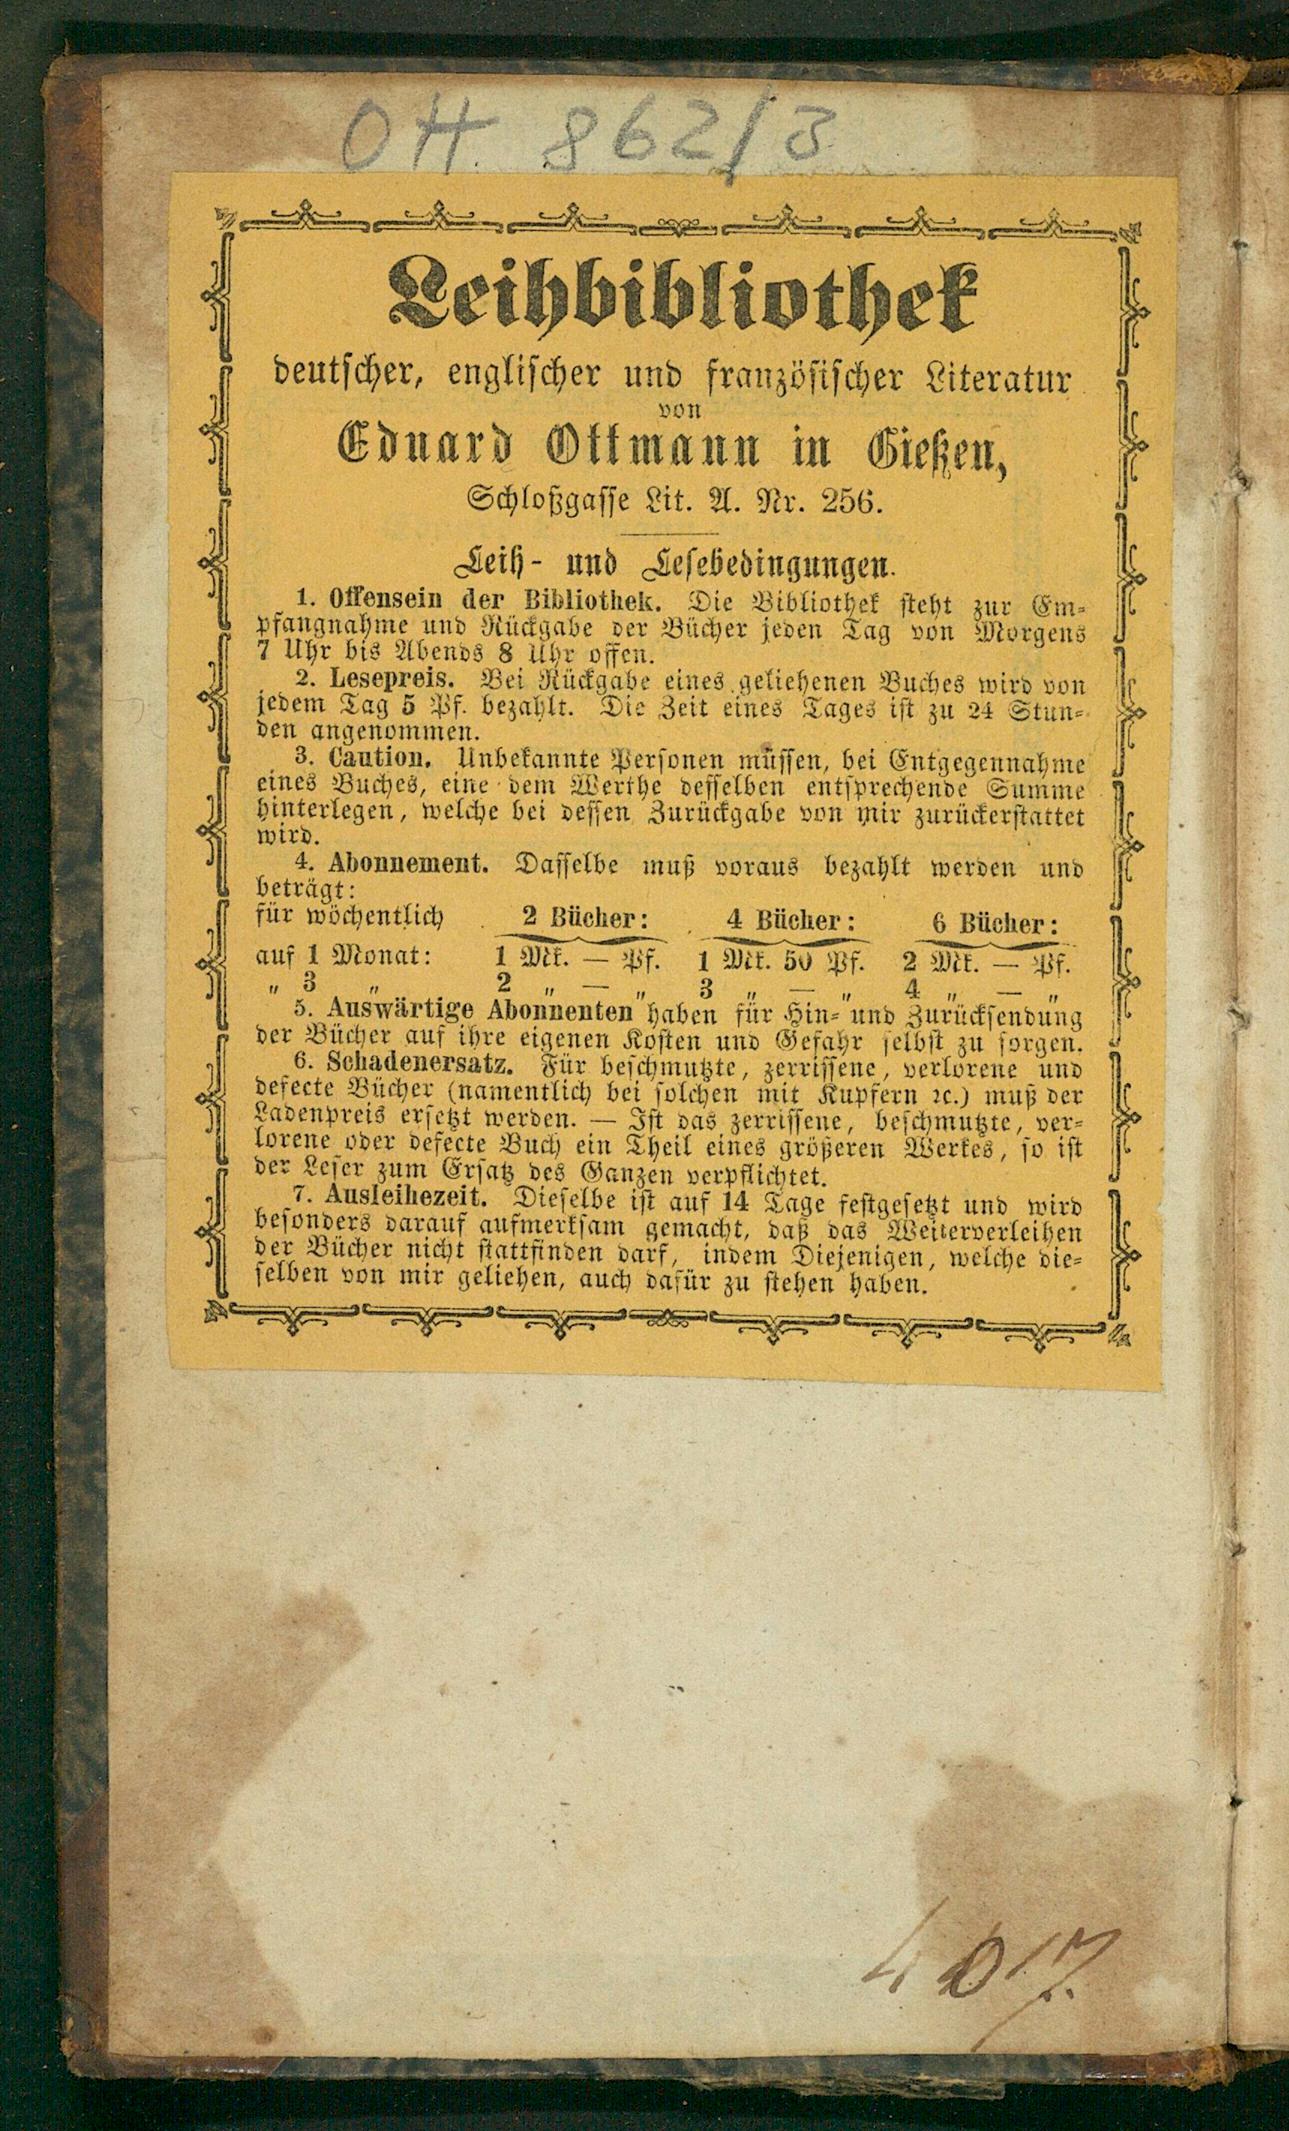 OH 862/3
Leihbibliothek
deutscher, englischer und französischer Literatur
von
Eduard Ottmann in Gießen,
Schloßgasse Lit. A. Nr. 256.
Leih- und Lesebedingungen.
1. Offensein der Bibliothek. Die Bibliothek steht zur Em-
pfangnahme und Rückgabe der Bücher jeden Tag von Morgens
7 Uhr bis Abends 8 Uhr offen.
2. Lesepreis. Bei Rückgabe eines geliehenen Buches wird von
jedem Tag 5 Pf. bezahlt. Die Zeit eines Tages ist zu 24 Stun-
den angenommen.
3. Caution. Unbekannte Personen müssen, bei Entgegennahme
eines Buches, eine dem Werthe desselben entsprechende Summe
hinterlegen, welche bei dessen Zurückgabe von mir zurückerstattet
wird.
4. Abonnement. Dasselbe muß voraus bezahlt werden und
beträgt:
für wöchentlich 2 Bücher: 4 Bücher: 6 Bücher:
auf 1 Monat: 1 Mk. — Pf. 1 Mk. 50 Pf. 2 Mk. — Pf.
„ 3 „ 2 „ — „ 3 „ — „ 4 „ — „
5. Auswärtige Abonnenten haben für Hin- und Zurücksendung
der Bücher auf ihre eigenen Kosten und Gefahr selbst zu sorgen.
6. Schadenersatz. Für beschmutzte, zerrissene, verlorene und
defecte Bücher (namentlich bei solchen mit Kupfern ꝛc.) muß der
Ladenpreis ersetzt werden. — Ist das zerrissene, beschmutzte, ver-
lorene oder defecte Buch ein Theil eines größeren Werkes, so ist
der Leser zum Ersatz des Ganzen verpflichtet.
7. Ausleihezeit. Dieselbe ist auf 14 Tage festgesetzt und wird
besonders darauf aufmerksam gemacht, daß das Weiterverleihen
der Bücher nicht stattfinden darf, indem Diejenigen, welche die-
selben von mir geliehen, auch dafür zu stehen haben.
4017.